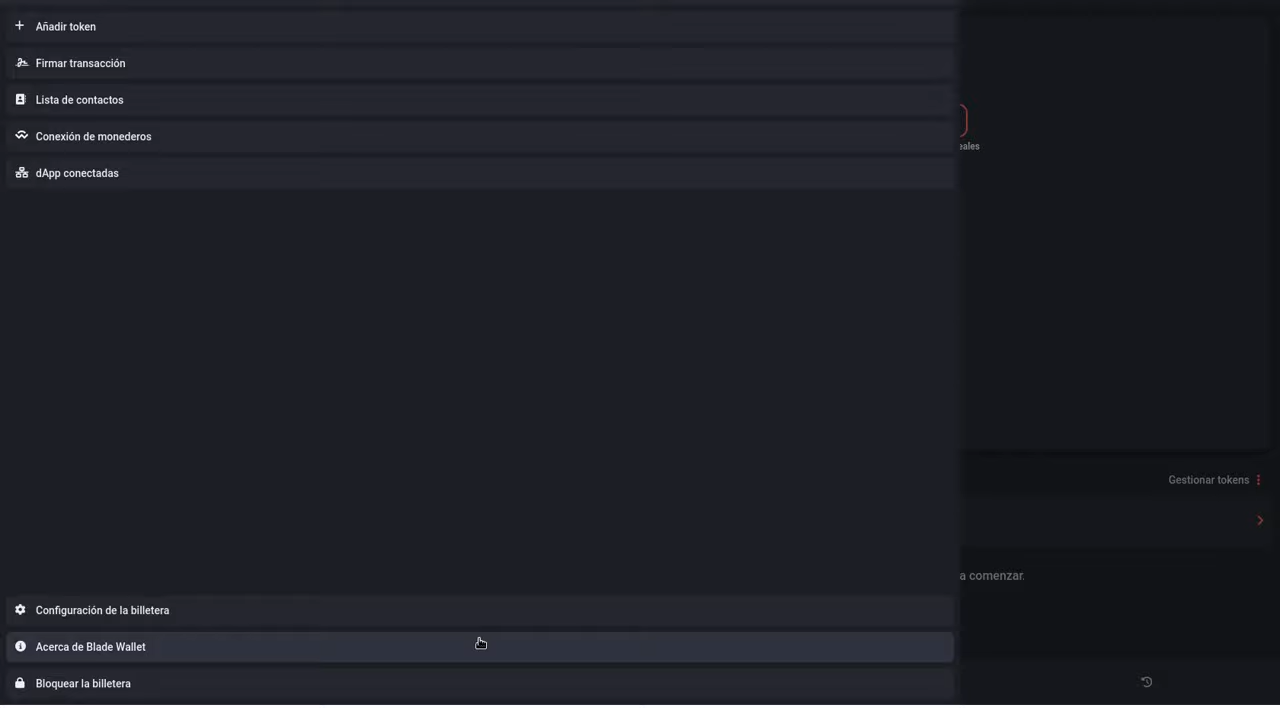 Añadir token
Firmar transacción
Lista de contactos
Conexión de monederos
eales
dApp conectadas
Gestionar tokens
a comenzar.
Configuración de la billetera
Acerca de Blade Wallet
Bloquear la billetera